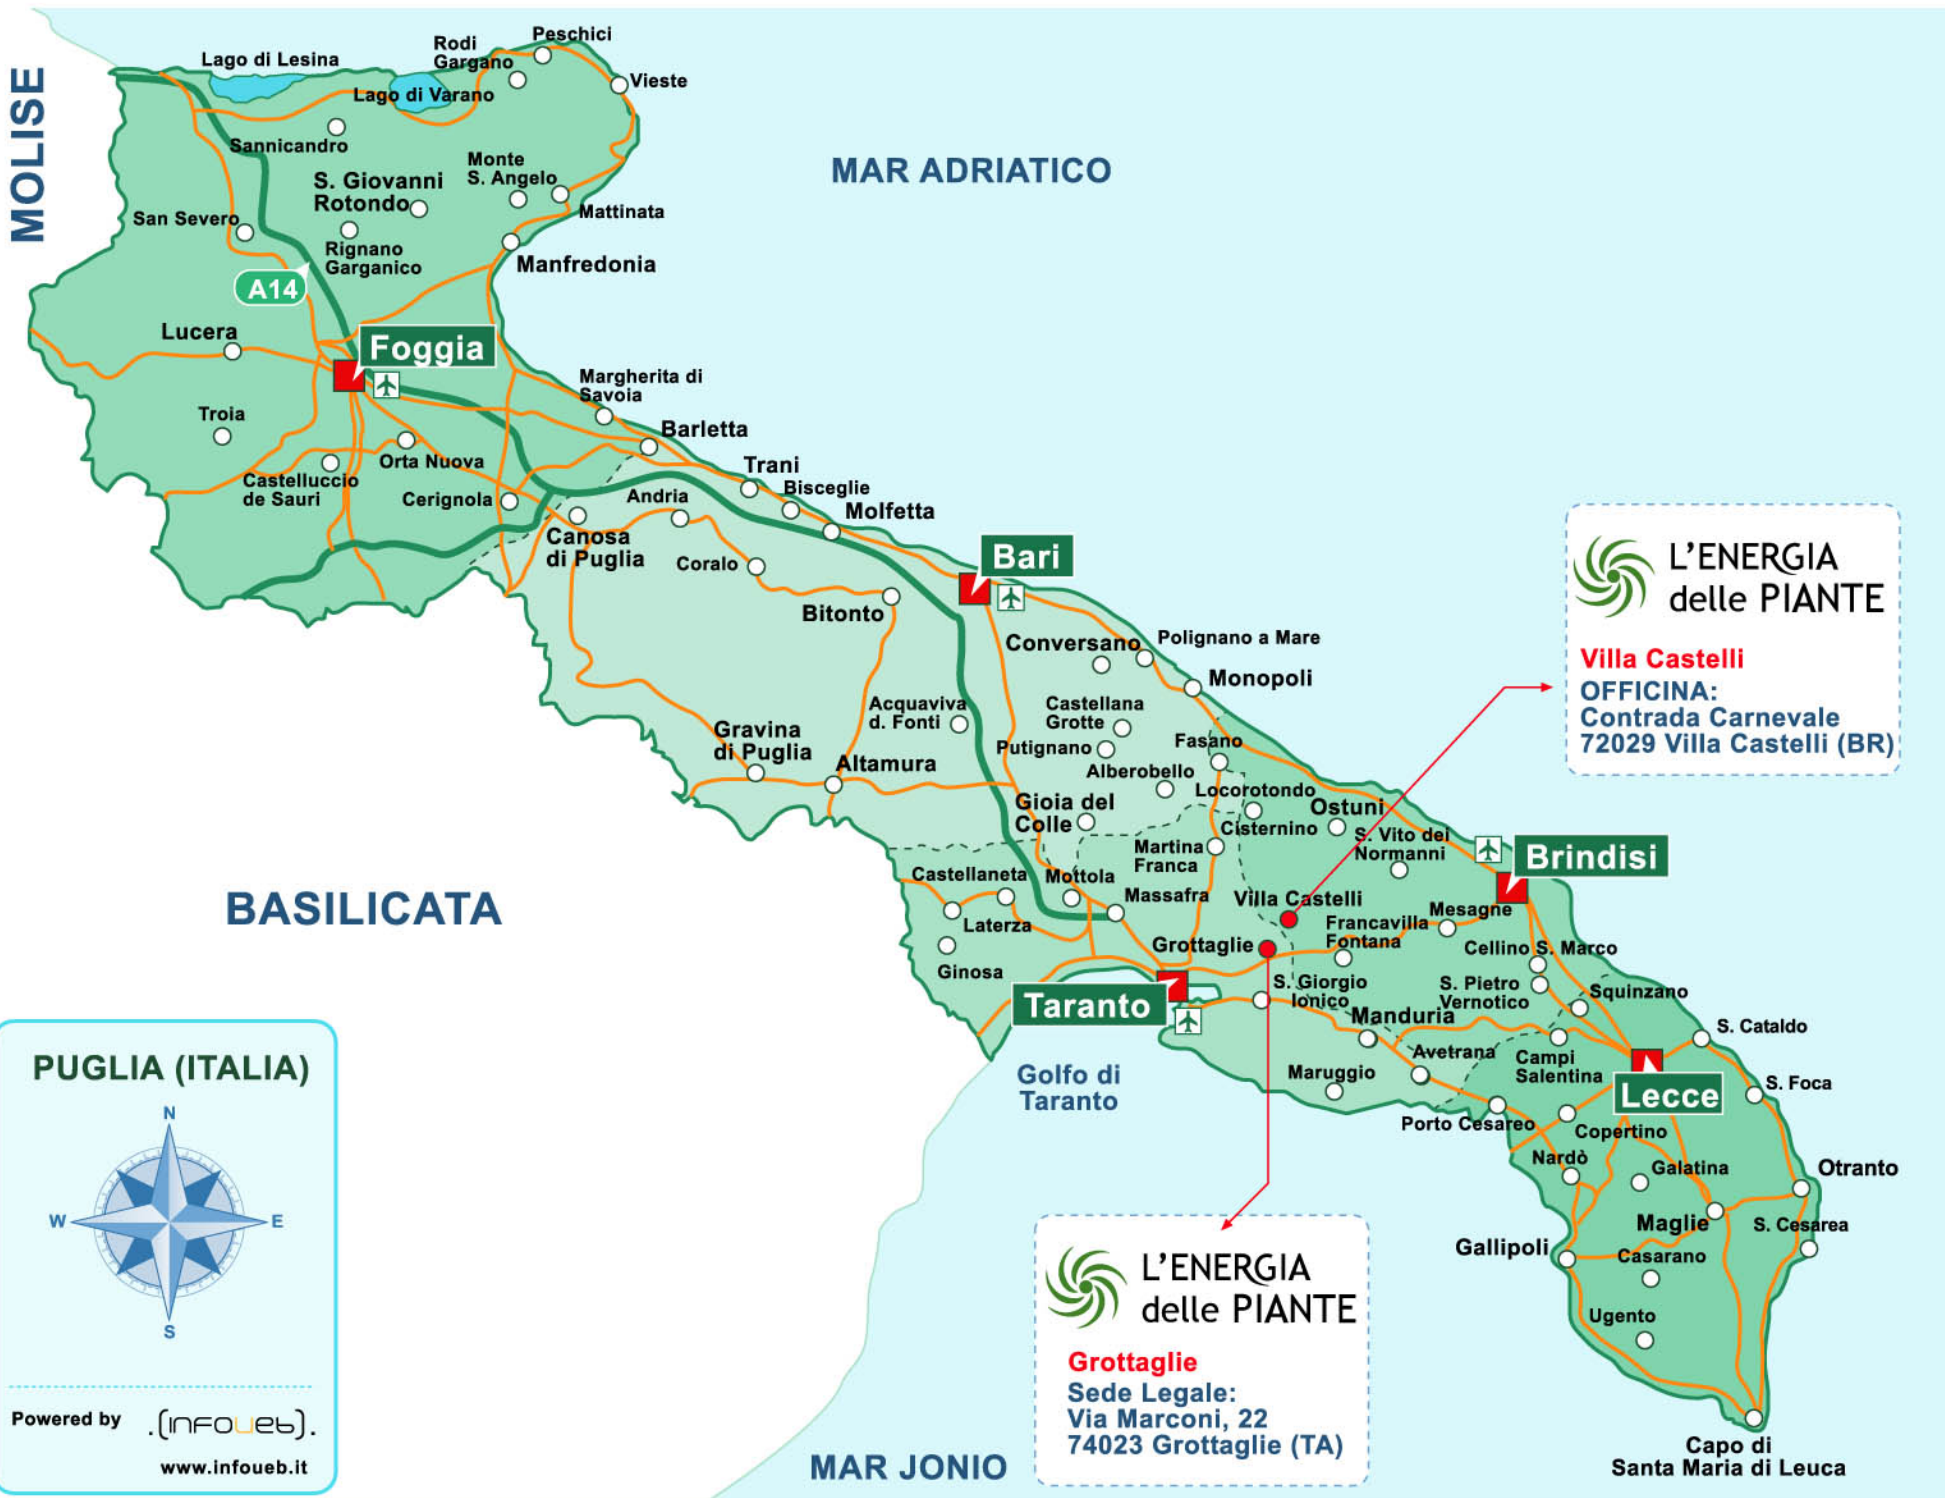 MOLISE
Lago di Lesina
Rodi
Gargano
Peschici
Vieste
Lago di Varano
Sannicandro
Monte
S. Angelo
S. Giovanni
Rotondo
Mattinata
San Severo
Rignano
Garganico
Manfredonia
A14
MAR ADRIATICO
Lucera
Foggia
Troia
Margherita di
Savoia
Barletta
Castelluccio
de Sauri
Orta Nuova
Cerignola
Trani
Bisceglie
Andria
Molfetta
Canosa
di Puglia
Coralo
Bari
Bitonto
Conversano
Polignano a Mare
Monopoli
Acquaviva
d. Fonti
Castellana
Grotte
Putignano
Fasano
Gravina
di Puglia
Altamura
Alberobello
Locorotondo
Gioia del
Colle
Cisternino
Ostuni
S. Vito dei
Normanni
Martina
Franca
Brindisi
Castellaneta
Mottola
Massafra
Villa Castelli
Laterza
Ginosa
Grottaglie
Francavilla
Fontana
Mesagne
Cellino S. Marco
Taranto
S. Giorgio
Ionico
S. Pietro
Vernotico
Squinzano
Manduria
S. Cataldo
Avetrana
Campi
Salentina
Maruggio
Lecce
S. Foca
Porto Cesareo
Copertino
Nardò
Galatina
Otranto
Maglie
S. Cesarea
Gallipoli
Casarano
Ugento
Capo di
Santa Maria di Leuca
BASILICATA
Golfo di
Taranto
MAR JONIO
L'ENERGIA
delle PIANTE
Villa Castelli
OFFICINA:
Contrada Carnevale
72029 Villa Castelli (BR)
L'ENERGIA
delle PIANTE
Grottaglie
Sede Legale:
Via Marconi, 22
74023 Grottaglie (TA)
PUGLIA (ITALIA)
N
W
E
S
Powered by
.(infoueb).
www.infoueb.it